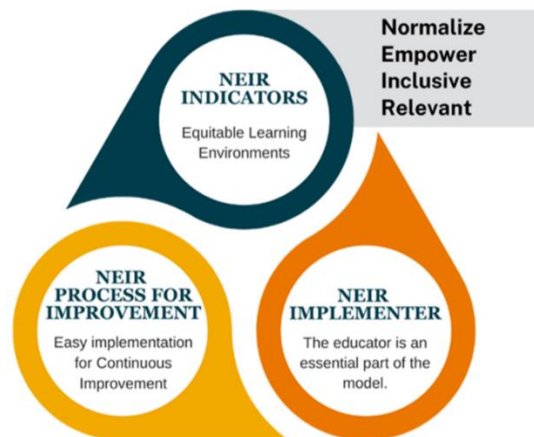 Normalize
Empower
Inclusive
Relevant
NEIR
INDICATORS
Equitable Learning
Environments
NEIR
PROCESS FOR
IMPROVEMENT
Easy implementation
for Continuous
Improvement
NEIR
IMPLEMENTER
The educator is an
essential part of the
model.